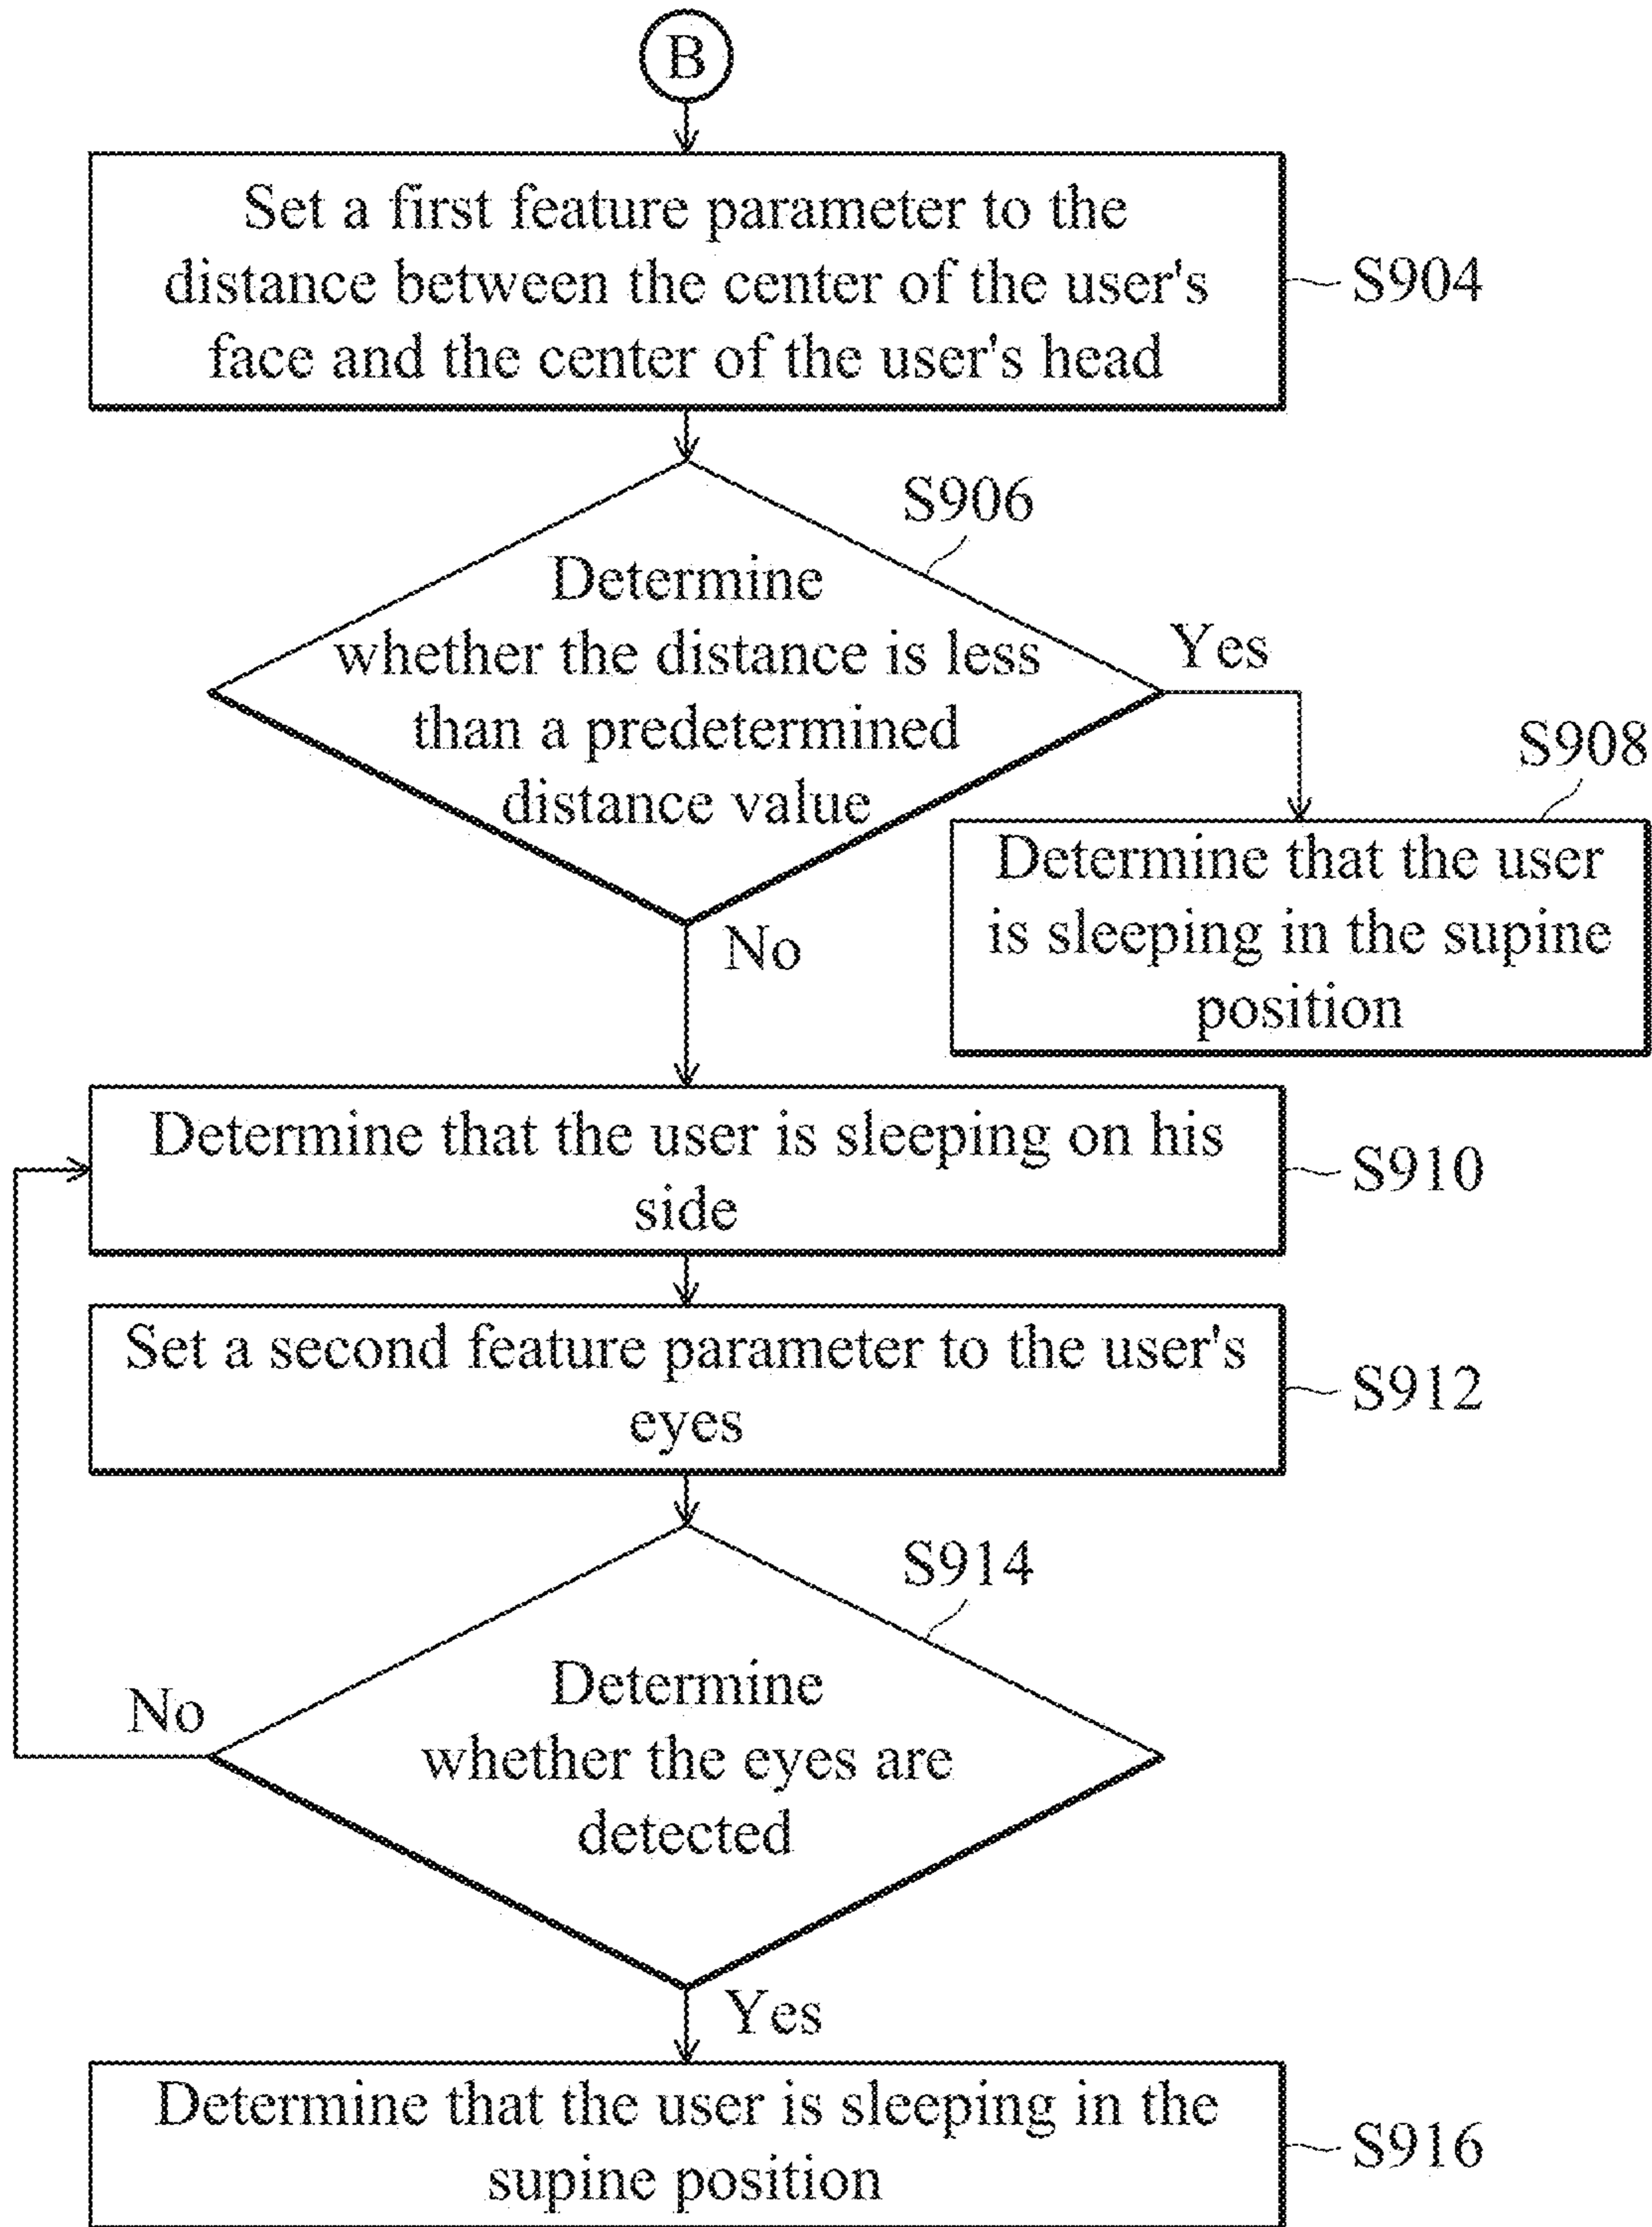 B
Set a first feature parameter to the
distance between the center of the user's
face and the center of the user's head
S904
S906
Determine
whether the distance is less
than a predetermined
distance value
Yes
No
S908
Determine that the user
is sleeping in the supine
position
Determine that the user is sleeping on his
side
S910
Set a second feature parameter to the user's
eyes
S912
S914
Determine
whether the eyes are
detected
No
Yes
Determine that the user is sleeping in the
supine position
S916